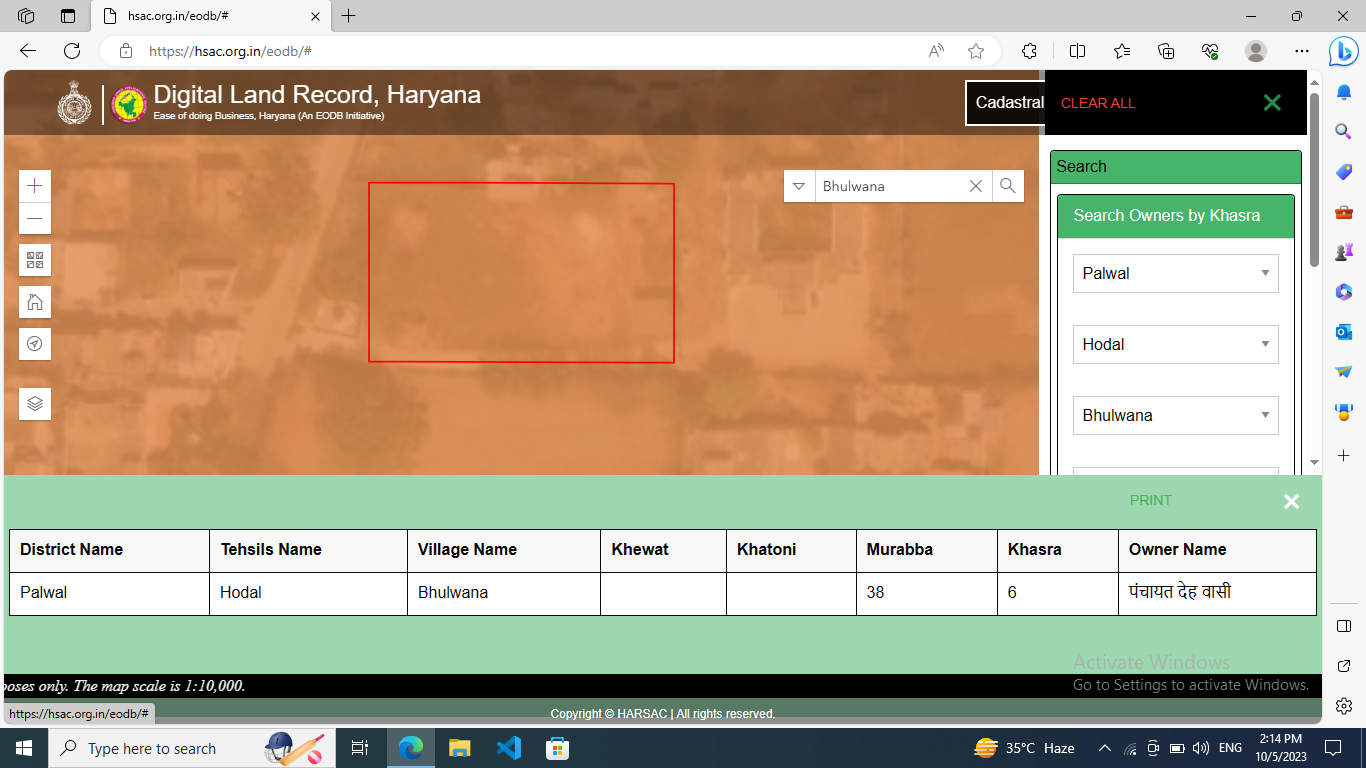 hsac.org.in/eodb/#
https://hsac.org.in/eodb/#
Digital Land Record, Haryana
Ease of doing Business, Haryana (An EODB Initiative)
Cadastral
CLEAR ALL
Bhulwana
Search
Search Owners by Khasra
Palwal
Hodal
Bhulwana
PRINT
District Name Tehsils Name Village Name Khewat Khatoni Murabba Khasra Owner Name
Palwal Hodal Bhulwana 38 6 पंचायत देह वासी
Activate Windows
Go to Settings to activate Windows.
poses only. The map scale is 1:10,000.
https://hsac.org.in/eodb/#
Copyright © HARSAC | All rights reserved.
Type here to search
35°C Haze
ENG
2:14 PM
10/5/2023